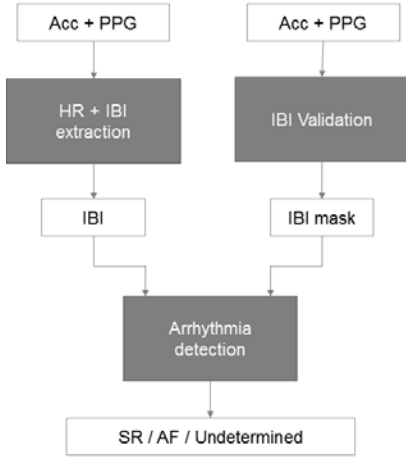 Acc + PPG
Acc + PPG
HR + IBI
extraction
IBI Validation
IBI
IBI mask
Arrhythmia
detection
SR / AF / Undetermined